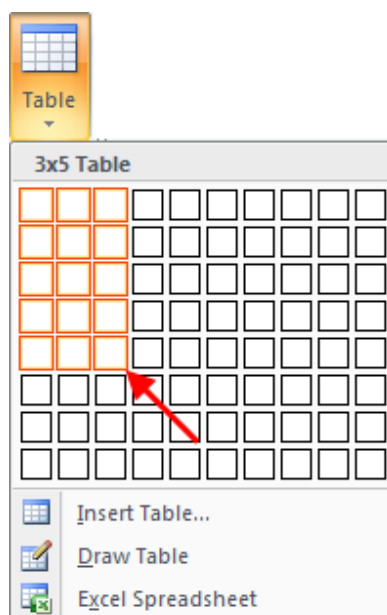 Table
3x5 Table
Insert Table...
Draw Table
Excel Spreadsheet